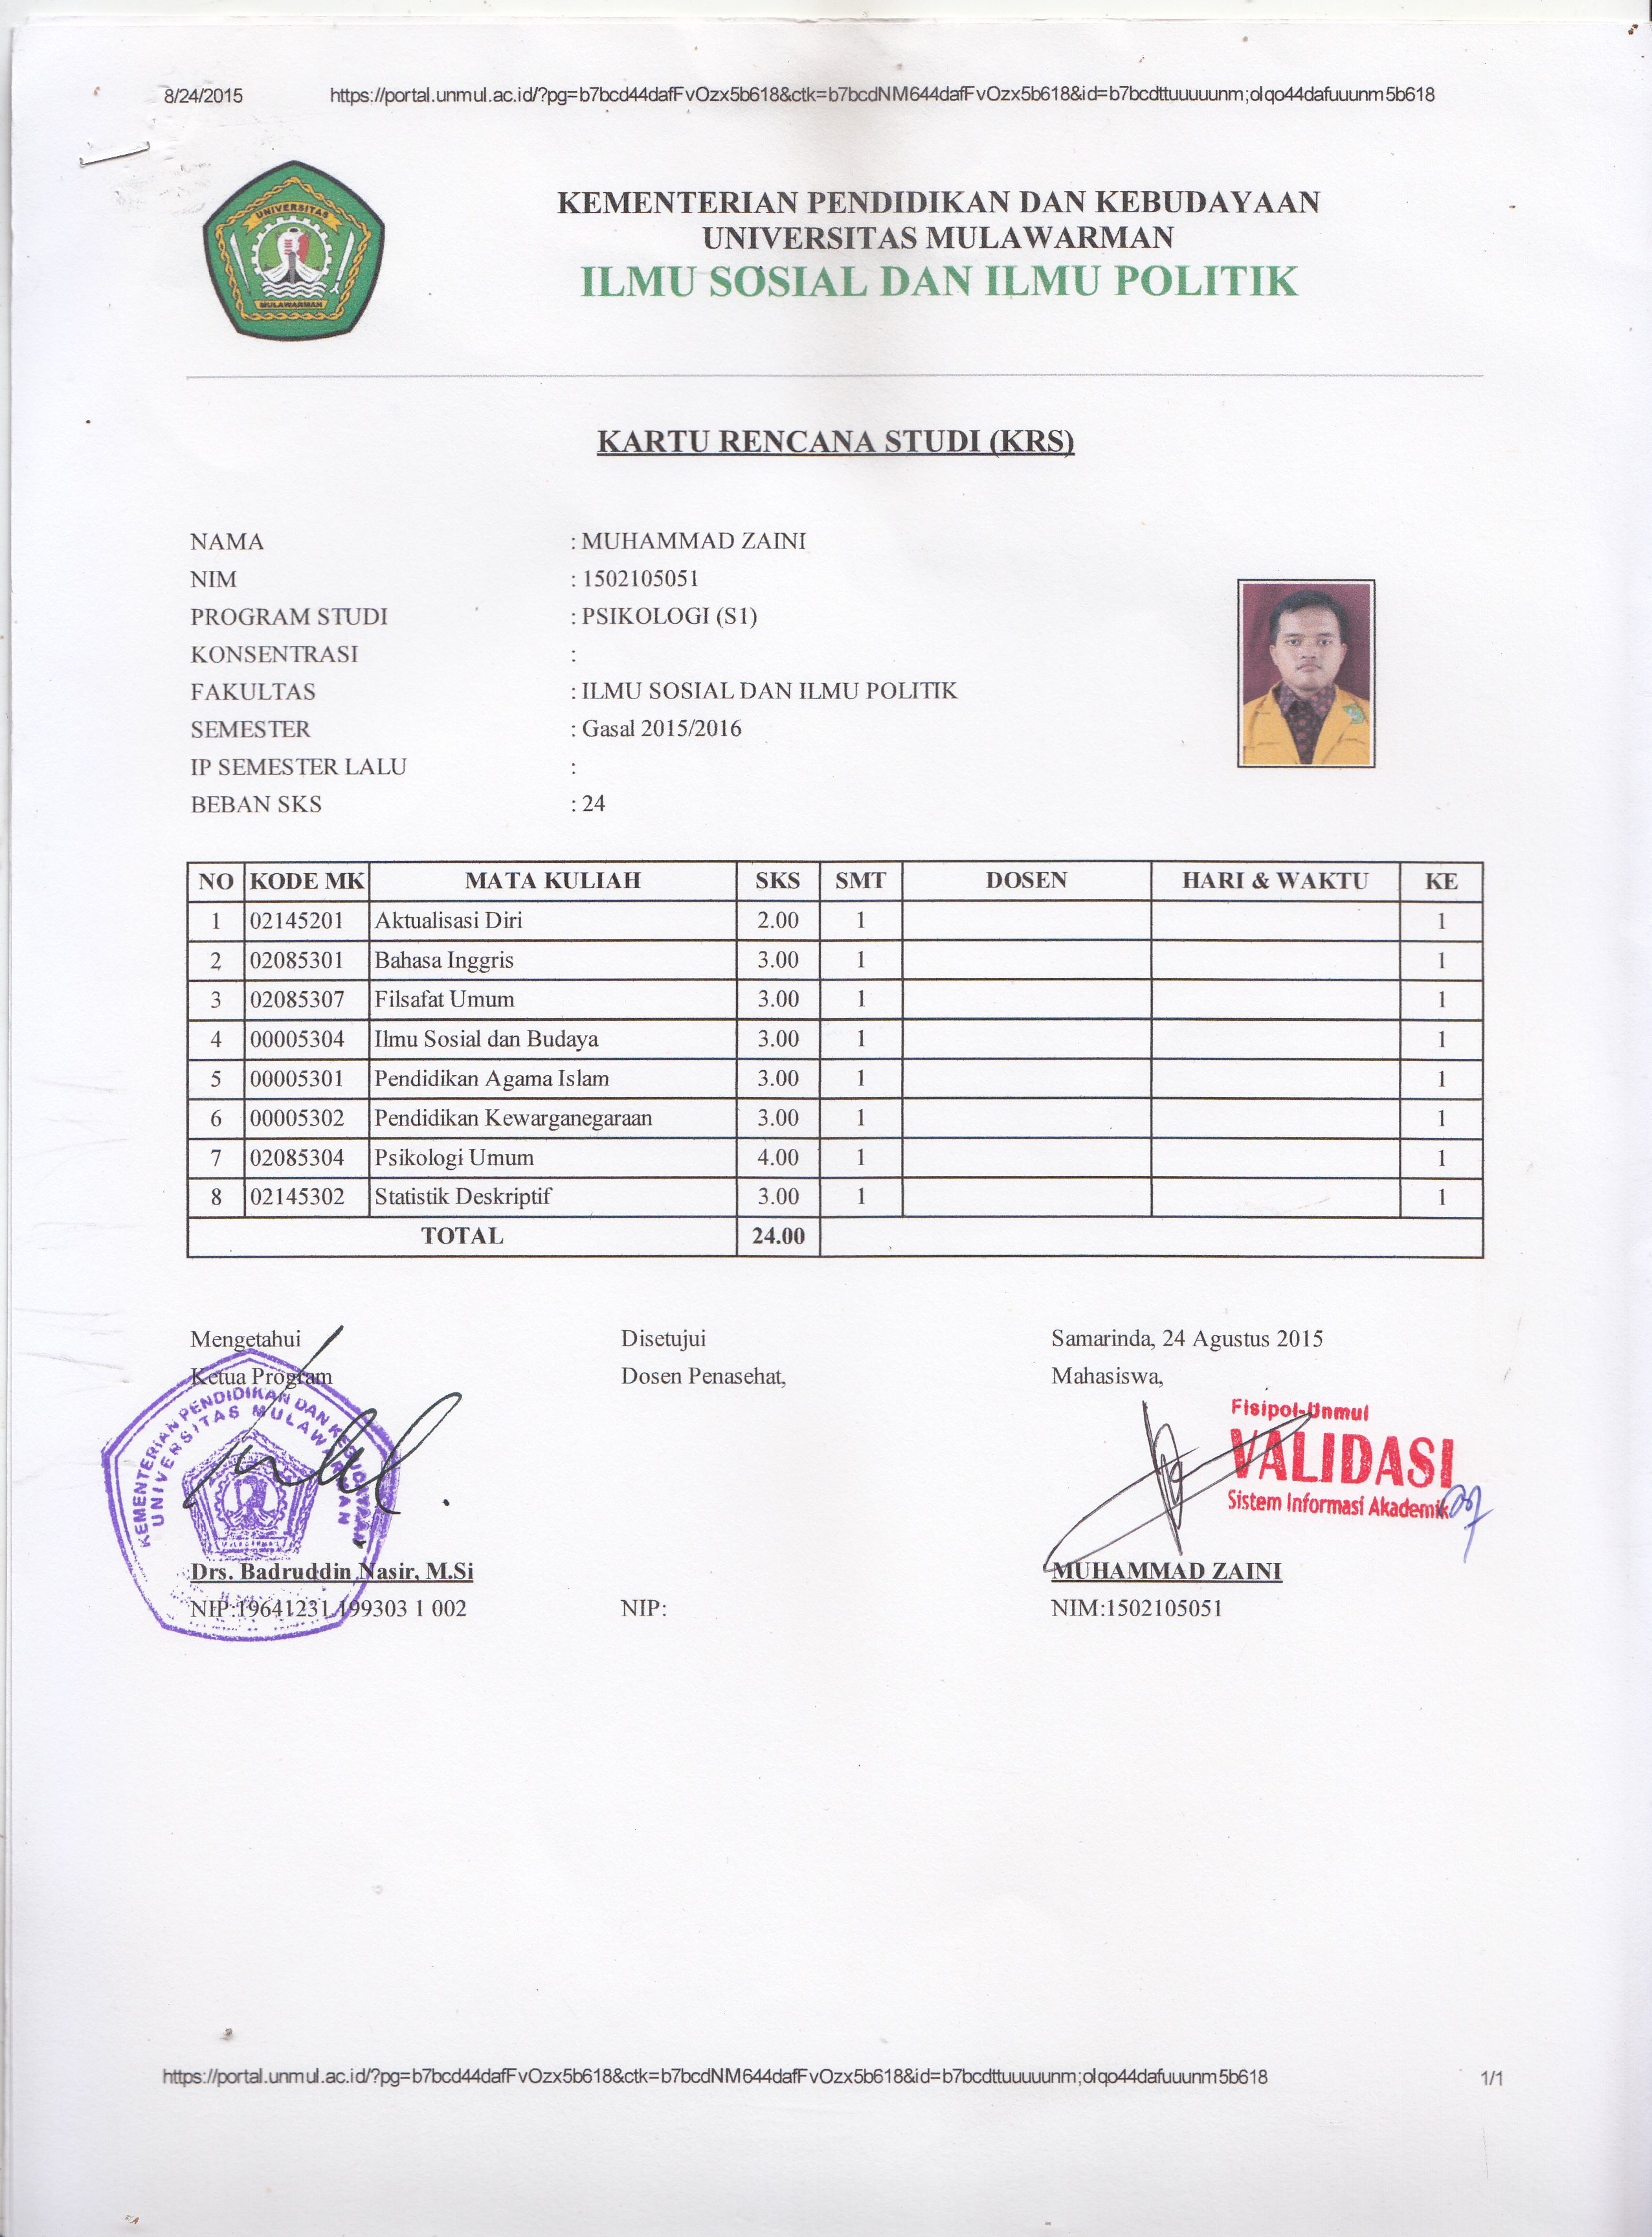 8/24/2015 https://portal.unmul.ac.id/?pg=b7bcd44dafFvOzx5b618&ctk=b7bcdNM644dafFvOzx5b618&id=b7bcdttuuuuunm;olqo44dafuuunm5b618
UNIVERSITAS
MULAWARMAN
KEMENTERIAN PENDIDIKAN DAN KEBUDAYAAN
UNIVERSITAS MULAWARMAN
ILMU SOSIAL DAN ILMU POLITIK
KARTU RENCANA STUDI (KRS)
NAMA : MUHAMMAD ZAINI
NIM : 1502105051
PROGRAM STUDI : PSIKOLOGI (S1)
KONSENTRASI :
FAKULTAS : ILMU SOSIAL DAN ILMU POLITIK
SEMESTER : Gasal 2015/2016
IP SEMESTER LALU :
BEBAN SKS : 24
NO KODE MK MATA KULIAH SKS SMT DOSEN HARI & WAKTU KE
1 02145201 Aktualisasi Diri 2.00 1 1
2 02085301 Bahasa Inggris 3.00 1 1
3 02085307 Filsafat Umum 3.00 1 1
4 00005304 Ilmu Sosial dan Budaya 3.00 1 1
5 00005301 Pendidikan Agama Islam 3.00 1 1
6 00005302 Pendidikan Kewarganegaraan 3.00 1 1
7 02085304 Psikologi Umum 4.00 1 1
8 02145302 Statistik Deskriptif 3.00 1 1
TOTAL 24.00
Mengetahui Disetujui Samarinda, 24 Agustus 2015
Ketua Program Dosen Penasehat, Mahasiswa,
KEMENTERIAN PENDIDIKAN DAN
UNIVERSITAS MULAWARMAN
Fisipol-Unmul
VALIDASI
Sistem Informasi Akademik
Drs. Badruddin Nasir, M.Si MUHAMMAD ZAINI
NIP:19641231 199303 1 002 NIP: NIM:1502105051
https://portal.unmul.ac.id/?pg=b7bcd44dafFvOzx5b618&ctk=b7bcdNM644dafFvOzx5b618&id=b7bcdttuuuuunm;olqo44dafuuunm5b618 1/1